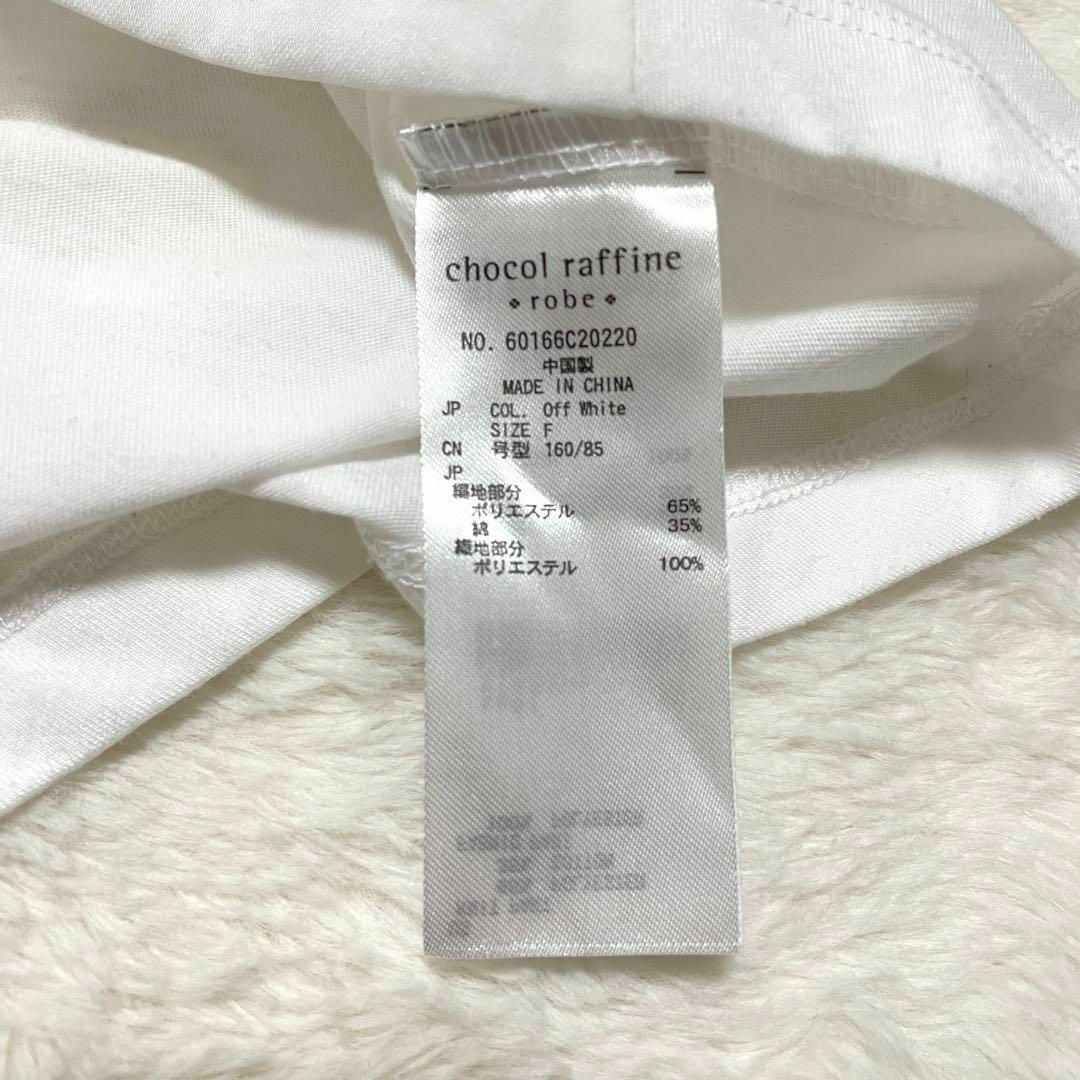 chocol raffine
robe
NO. 60166C20220
中国製
MADE IN CHINA
JP COL. Off White
SIZE F
CN 号型 160/85
JP
編地部分
ポリエステル 65%
綿 35%
織地部分
ポリエステル 100%